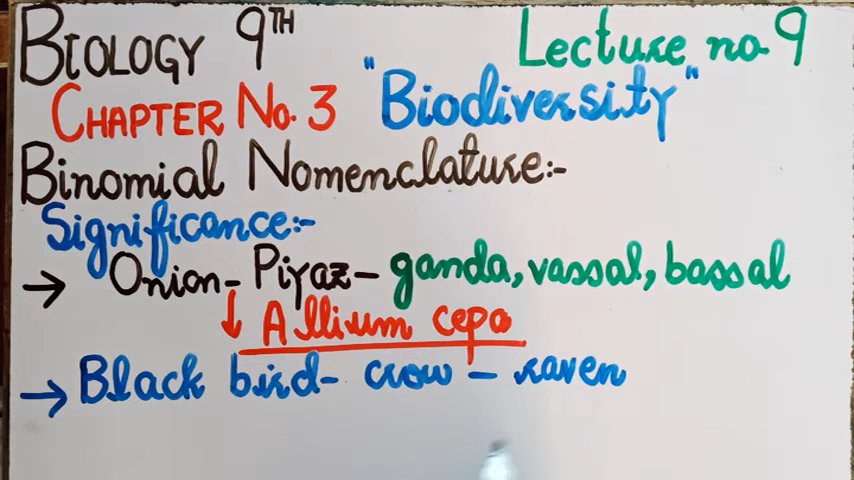 BIOLOGY 9TH Lecture no. 9
CHAPTER No. 3 "Biodiversity"
Binomial Nomenclature:-
Significance:-
→ Onion - Piyaz - ganda, vassal, bassal
↓ Allium cepa
→ Black bird - crow - raven